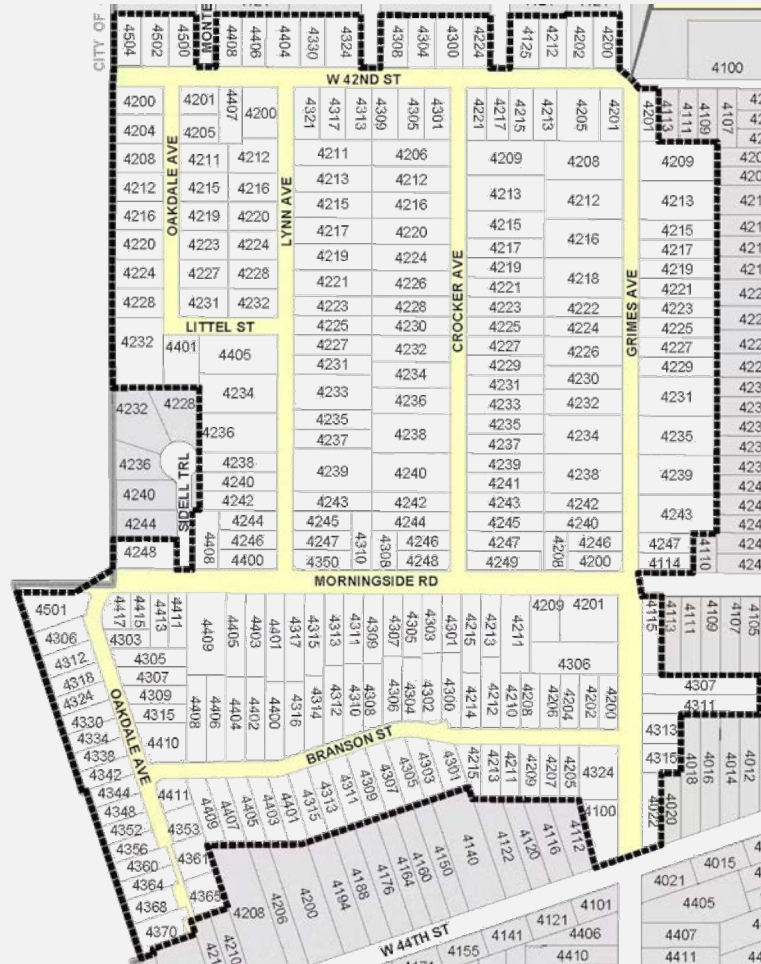 CITY OF
4504 4502 4500 4408 4406 4404 4330 4324 4308 4304 4300 4224 4125 4212 4202 4200
4100
W 42ND ST
4200 4201 4407 4200 4321 4317 4313 4309 4305 4301 4221 4217 4215 4213 4205 4201 4201 4113 4111 4109 4107
4204 4205
4208 4211 4212 4211 4206 4209 4208 4209
4212 4215 4216 4213 4212 4213 4212 4213
4216 4219 4220 4215 4216 4215 4216 4215
4220 4223 4224 4217 4220 4217 4217
4224 4227 4228 4219 4224 4219 4218 4219
4221 4226 4221 4221
4228 4231 4232 4223 4228 4223 4222 4223
OAKDALE AVE
LYNN AVE
CROCKER AVE
GRIMES AVE
LITTEL ST
4225 4230 4225 4224 4225
4232 4401 4405 4227 4232 4227 4226 4227
4231 4234 4229 4230 4229
4232 4228 4234 4233 4236 4231 4232 4231
4233
4236 4235 4238 4235 4234 4235
4237 4237
4236 4238 4239 4240 4239 4238 4239
4240 4240 4241
4242 4243 4242 4243 4242 4243
SIDELL TRL
4244 4244 4245 4244 4245 4240
4248 4408 4246 4247 4310 4308 4246 4247 4208 4246 4247 4110
4400 4350 4248 4249 4200 4114
MORNINGSIDE RD
4501 4417 4415 4413 4411 4409 4405 4403 4401 4317 4315 4313 4311 4309 4307 4305 4303 4301 4215 4213 4211 4209 4201 4115 4113 4111 4109 4107 4105
4306 4303
4312 4305 4306
4318 4307 4307
4324 4309 4408 4406 4404 4402 4400 4316 4314 4312 4310 4308 4306 4304 4302 4300 4214 4212 4210 4208 4206 4204 4202 4200 4311
4330 4315 4313
4334 4410
4338 4315 4018 4016 4014 4012
4342
OAKDALE AVE
BRANSON ST
4344 4411 4409 4407 4405 4403 4401 4315 4313 4311 4309 4307 4305 4303 4301 4215 4213 4211 4209 4207 4205 4324
4348 4100 4022 4020
4352 4353
4356 4361
4360
4364 4365
4368
4370
4208 4206 4200 4194 4188 4176 4164 4160 4150 4140 4122 4120 4116 4112
4210
W 44TH ST
4155 4141 4121 4101
4406
4410
4021 4015
4405
4407
4411